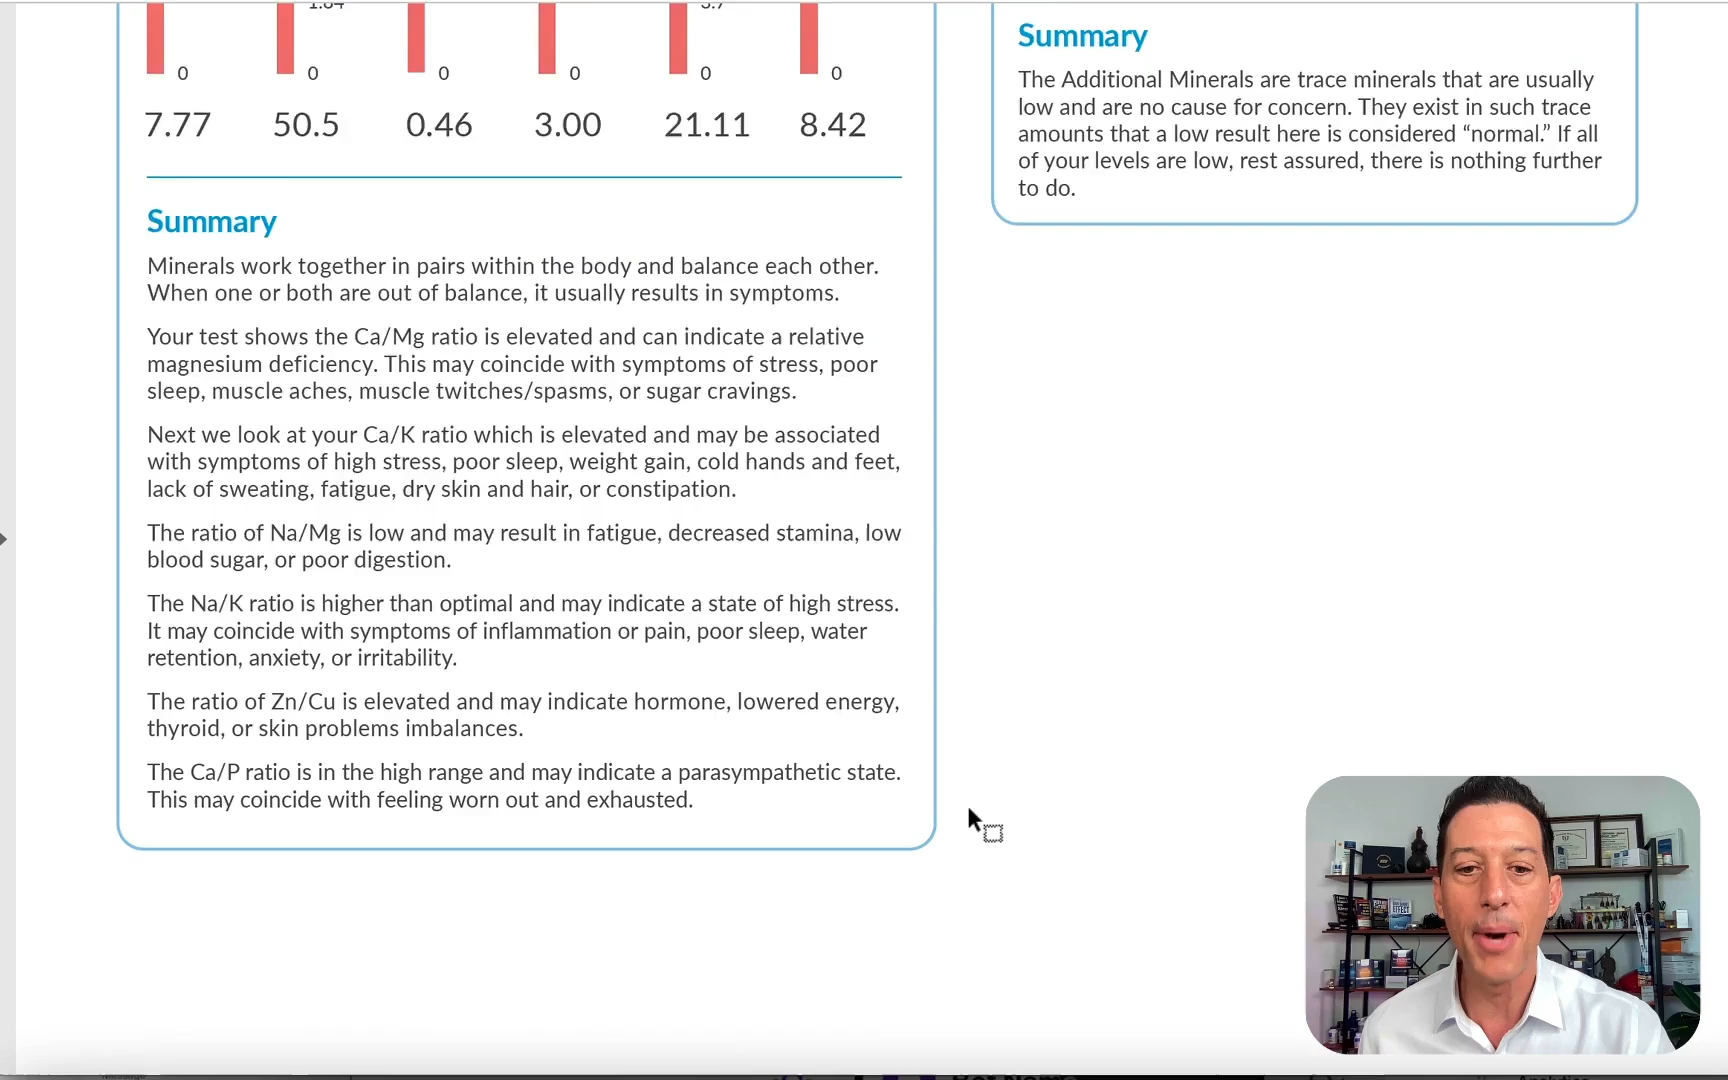 0 0 0 0 0 0
7.77 50.5 0.46 3.00 21.11 8.42
Summary
Minerals work together in pairs within the body and balance each other.
When one or both are out of balance, it usually results in symptoms.
Your test shows the Ca/Mg ratio is elevated and can indicate a relative
magnesium deficiency. This may coincide with symptoms of stress, poor
sleep, muscle aches, muscle twitches/spasms, or sugar cravings.
Next we look at your Ca/K ratio which is elevated and may be associated
with symptoms of high stress, poor sleep, weight gain, cold hands and feet,
lack of sweating, fatigue, dry skin and hair, or constipation.
The ratio of Na/Mg is low and may result in fatigue, decreased stamina, low
blood sugar, or poor digestion.
The Na/K ratio is higher than optimal and may indicate a state of high stress.
It may coincide with symptoms of inflammation or pain, poor sleep, water
retention, anxiety, or irritability.
The ratio of Zn/Cu is elevated and may indicate hormone, lowered energy,
thyroid, or skin problems imbalances.
The Ca/P ratio is in the high range and may indicate a parasympathetic state.
This may coincide with feeling worn out and exhausted.
Summary
The Additional Minerals are trace minerals that are usually
low and are no cause for concern. They exist in such trace
amounts that a low result here is considered “normal.” If all
of your levels are low, rest assured, there is nothing further
to do.